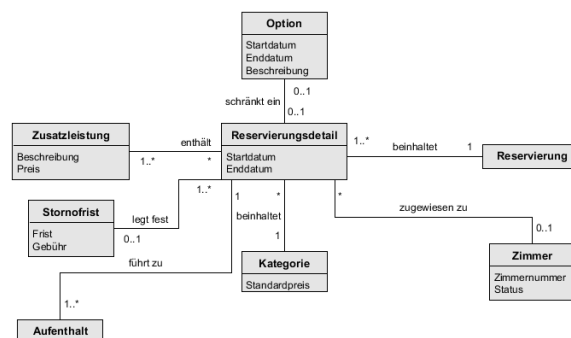 Option
Startdatum
Enddatum
Beschreibung
0..1
schränkt ein
0..1
Zusatzleistung
Beschreibung
Preis
enthält
1..*
*
Reservierungsdetail
Startdatum
Enddatum
1..*
beinhaltet
1
Reservierung
Stornofrist
Frist
Gebühr
legt fest
0..1
1..*
1
beinhaltet
*
1
*
zugewiesen zu
0..1
führt zu
1..*
Kategorie
Standardpreis
Zimmer
Zimmernummer
Status
Aufenthalt